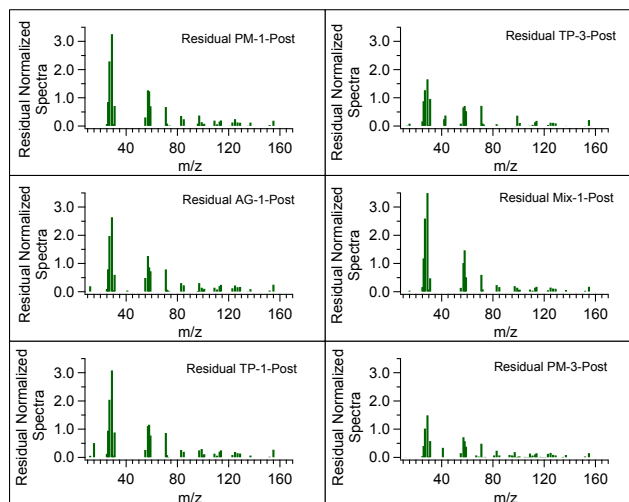 Residual Normalized
Spectra
3.0
2.0
1.0
0.0
Residual PM-1-Post
40
80
120
160
m/z
Residual Normalized
Spectra
3.0
2.0
1.0
0.0
Residual TP-3-Post
40
80
120
160
m/z
Residual Normalized
Spectra
3.0
2.0
1.0
0.0
Residual AG-1-Post
40
80
120
160
m/z
Residual Normalized
Spectra
3.0
2.0
1.0
0.0
Residual Mix-1-Post
40
80
120
160
m/z
Residual Normalized
Spectra
3.0
2.0
1.0
0.0
Residual TP-1-Post
40
80
120
160
m/z
Residual Normalized
Spectra
3.0
2.0
1.0
0.0
Residual PM-3-Post
40
80
120
160
m/z